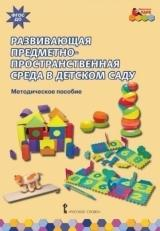 ФГОС
ДО
РАЗВИВАЮЩАЯ
ПРЕДМЕТНО-
ПРОСТРАНСТВЕННАЯ
СРЕДА В ДЕТСКОМ САДУ
Методическое пособие
РУССКОЕ СЛОВО